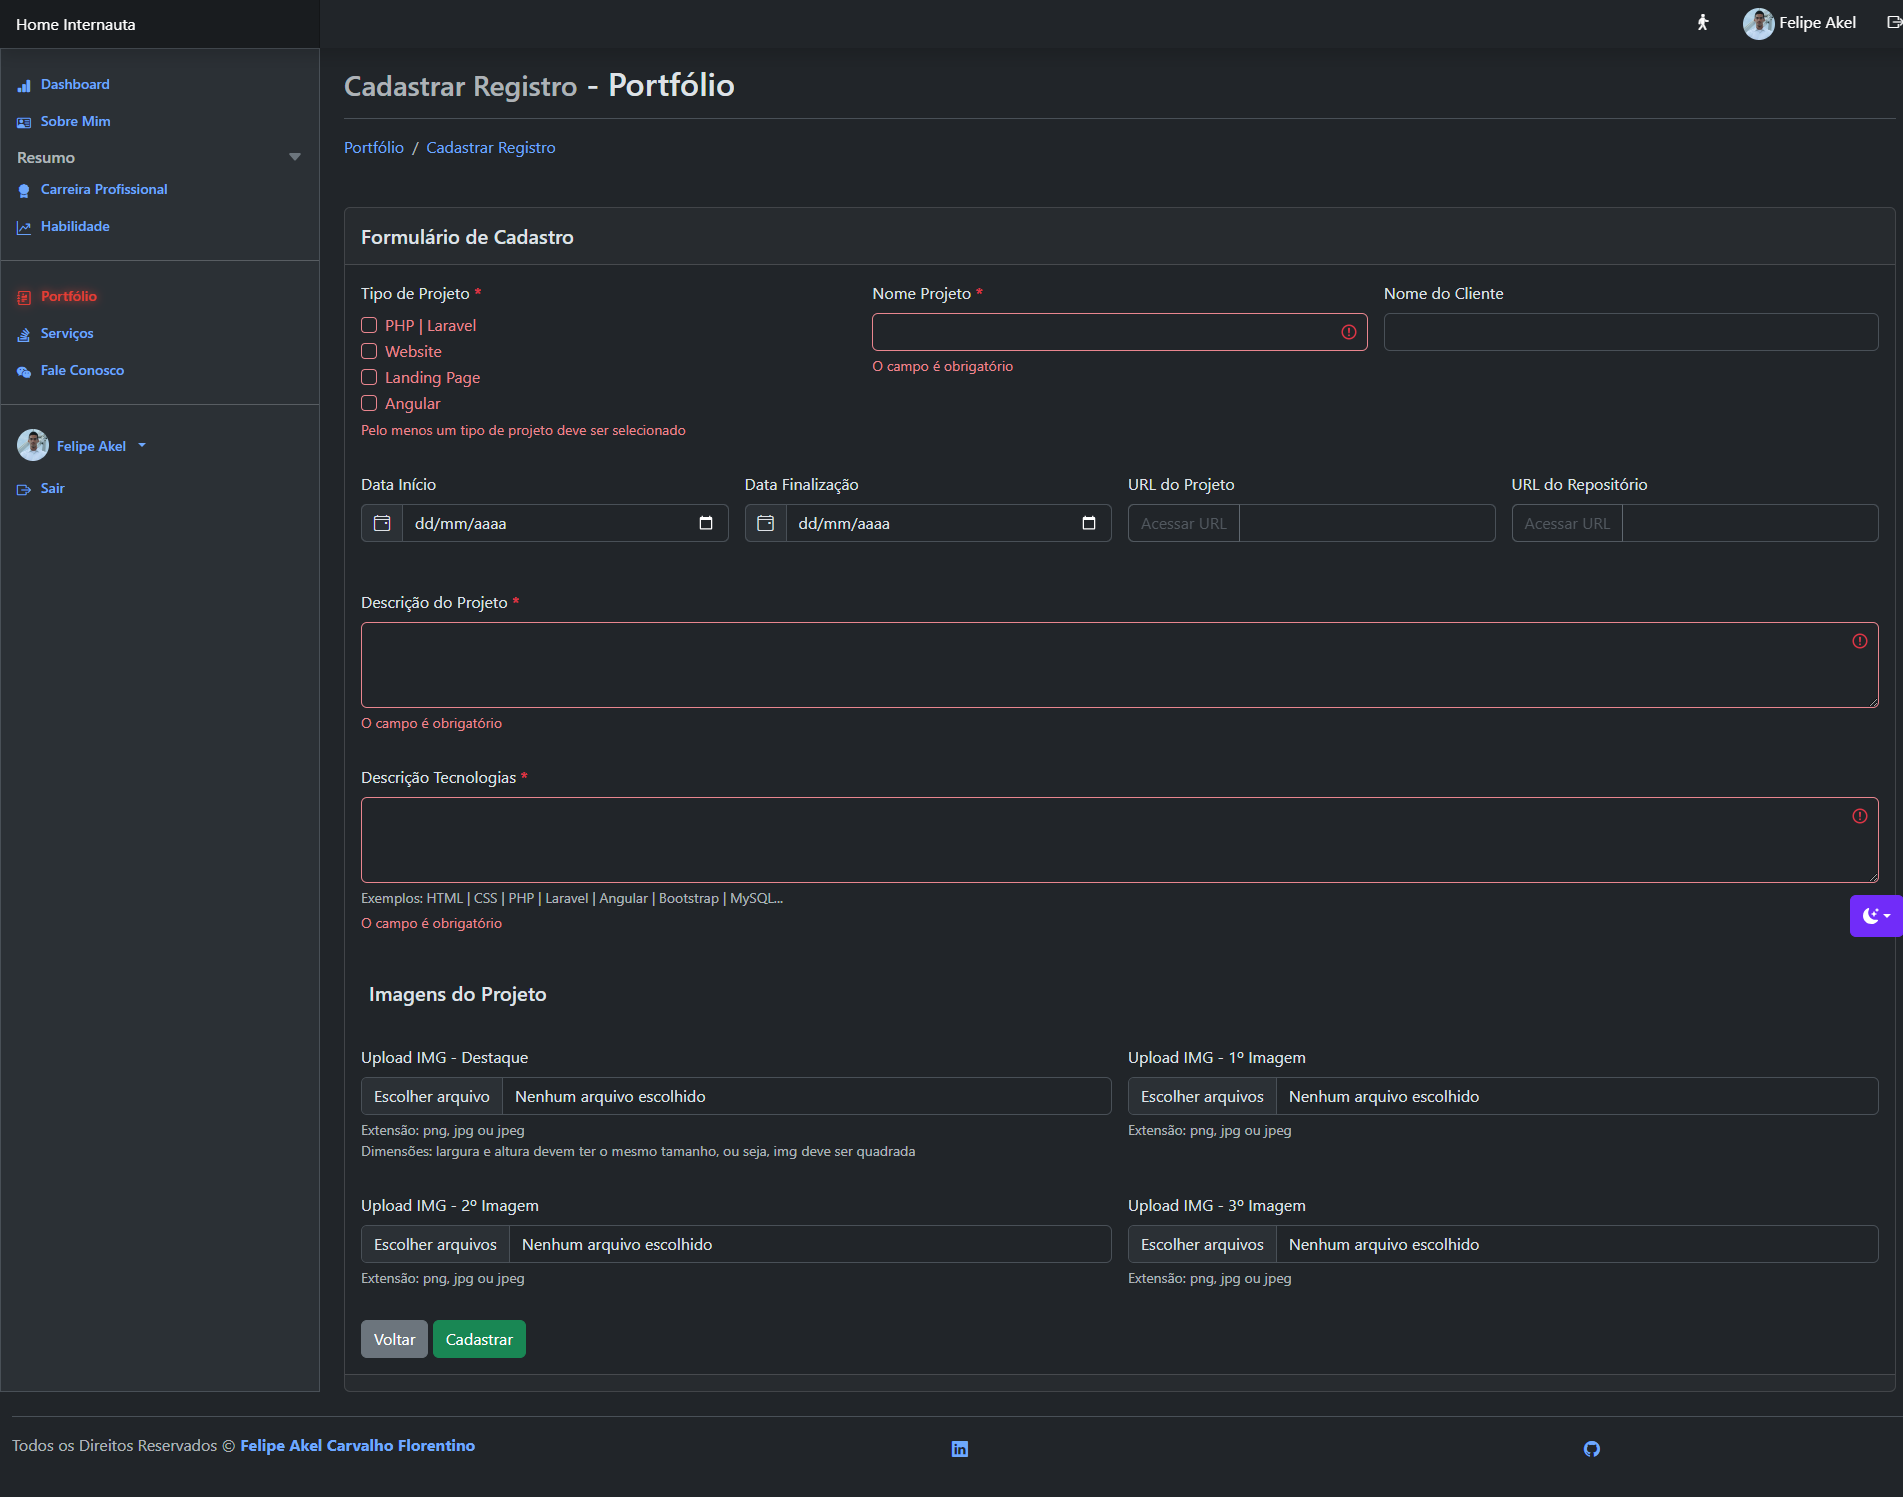 Home Internauta
Felipe Akel
Dashboard
Sobre Mim
Resumo
Carreira Profissional
Habilidade
Portfólio
Serviços
Fale Conosco
Felipe Akel
Sair
Cadastrar Registro - Portfólio
Portfólio / Cadastrar Registro
Formulário de Cadastro
Tipo de Projeto *
PHP | Laravel
Website
Landing Page
Angular
Pelo menos um tipo de projeto deve ser selecionado
Nome Projeto *
O campo é obrigatório
Nome do Cliente
Data Início
dd/mm/aaaa
Data Finalização
dd/mm/aaaa
URL do Projeto
Acessar URL
URL do Repositório
Acessar URL
Descrição do Projeto *
O campo é obrigatório
Descrição Tecnologias *
Exemplos: HTML | CSS | PHP | Laravel | Angular | Bootstrap | MySQL...
O campo é obrigatório
Imagens do Projeto
Upload IMG - Destaque
Escolher arquivo Nenhum arquivo escolhido
Extensão: png, jpg ou jpeg
Dimensões: largura e altura devem ter o mesmo tamanho, ou seja, img deve ser quadrada
Upload IMG - 1º Imagem
Escolher arquivos Nenhum arquivo escolhido
Extensão: png, jpg ou jpeg
Upload IMG - 2º Imagem
Escolher arquivos Nenhum arquivo escolhido
Extensão: png, jpg ou jpeg
Upload IMG - 3º Imagem
Escolher arquivos Nenhum arquivo escolhido
Extensão: png, jpg ou jpeg
Voltar
Cadastrar
Todos os Direitos Reservados © Felipe Akel Carvalho Florentino